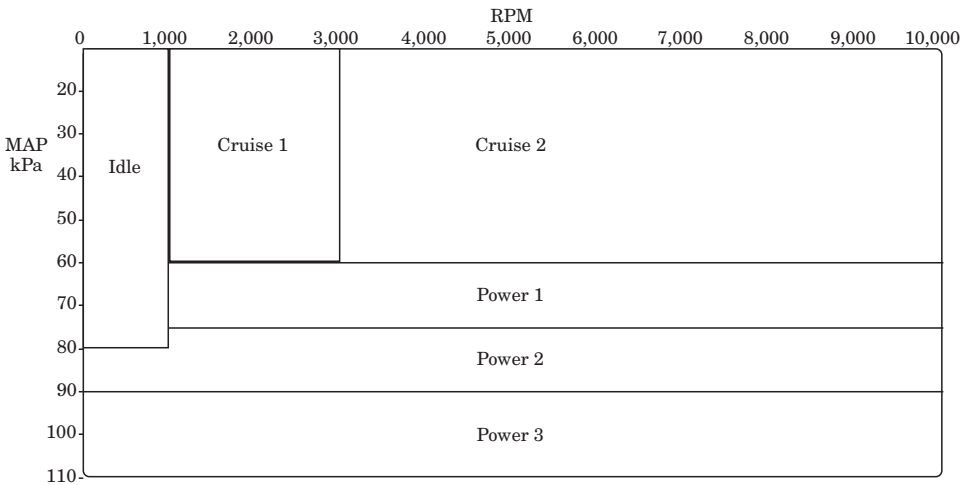 RPM
0 1,000 2,000 3,000 4,000 5,000 6,000 7,000 8,000 9,000 10,000
20
30
MAP
kPa
Idle
Cruise 1
Cruise 2
40
50
60
70
Power 1
80
Power 2
90
100
Power 3
110